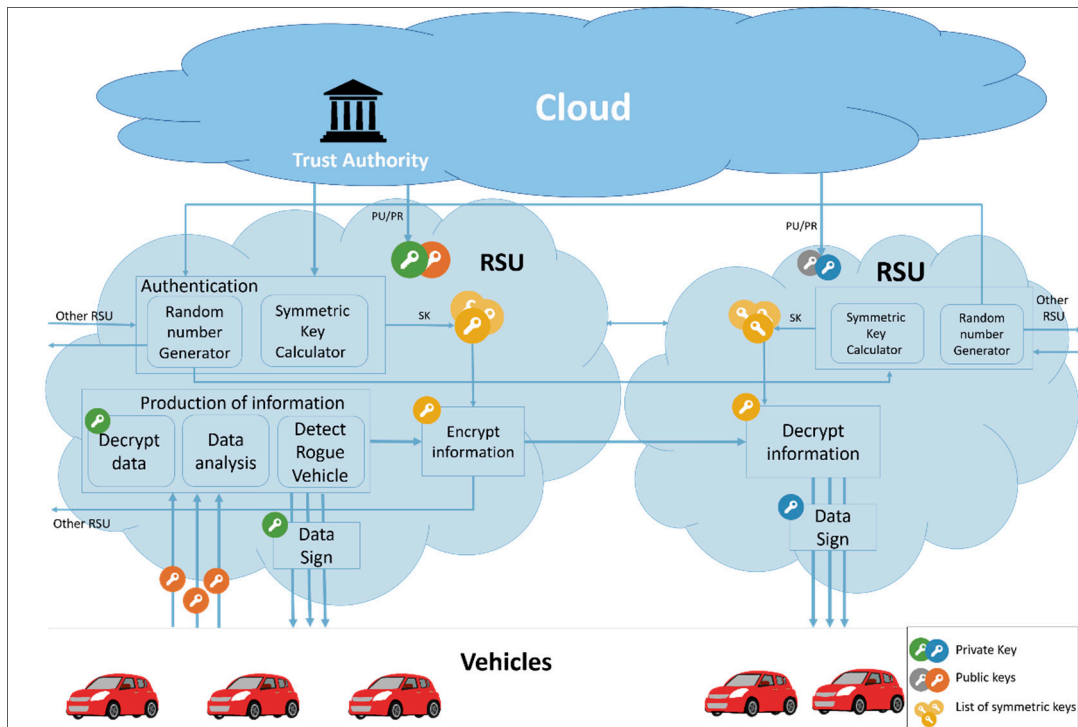 Cloud
Trust Authority
PU/PR
PU/PR
RSU
RSU
Authentication
Random
number
Generator
Symmetric
Key
Calculator
Other RSU
SK
SK
Symmetric
Key
Calculator
Random
number
Generator
Other
RSU
Production of information
Decrypt
data
Data
analysis
Detect
Rogue
Vehicle
Encrypt
information
Decrypt
information
Other RSU
Data
Sign
Data
Sign
Vehicles
Private Key
Public keys
List of symmetric keys